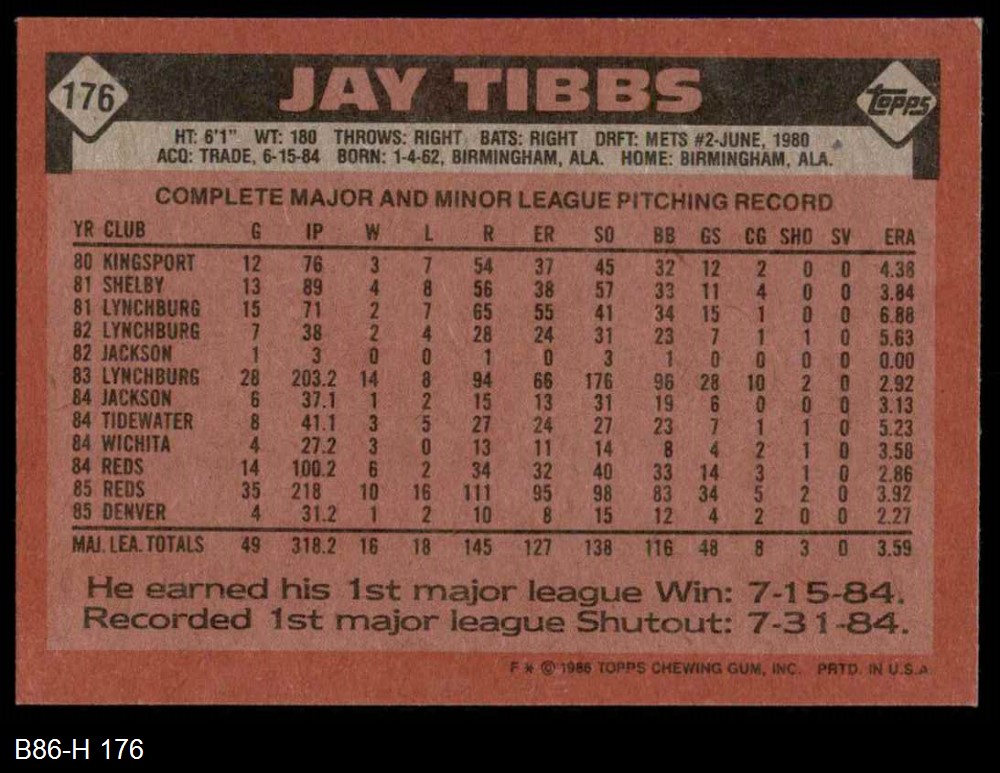 176
JAY TIBBS
Topps
HT: 6'1" WT: 180 THROWS: RIGHT BATS: RIGHT DRFT: METS #2-JUNE, 1980
ACQ: TRADE, 6-15-84 BORN: 1-4-62, BIRMINGHAM, ALA. HOME: BIRMINGHAM, ALA.
COMPLETE MAJOR AND MINOR LEAGUE PITCHING RECORD
YR CLUB G IP W L R ER SO BB GS CG SHO SV ERA
80 KINGSPORT 12 76 3 7 54 37 45 32 12 2 0 0 4.38
81 SHELBY 13 89 4 8 56 38 57 33 11 4 0 0 3.84
81 LYNCHBURG 15 71 2 7 65 55 41 34 15 1 0 0 6.88
82 LYNCHBURG 7 38 2 4 28 24 31 23 7 1 1 0 5.63
82 JACKSON 1 3 0 0 1 0 3 1 0 0 0 0 0.00
83 LYNCHBURG 28 203.2 14 8 94 66 176 96 28 10 2 0 2.92
84 JACKSON 6 37.1 1 2 15 13 31 19 6 0 0 0 3.13
84 TIDEWATER 8 41.1 3 5 27 24 27 23 7 1 1 0 5.23
84 WICHITA 4 27.2 3 0 13 11 14 8 4 2 1 0 3.58
84 REDS 14 100.2 6 2 34 32 40 33 14 3 1 0 2.86
85 REDS 35 218 10 16 111 95 98 83 34 5 2 0 3.92
85 DENVER 4 31.2 1 2 10 8 15 12 4 2 0 0 2.27
MAJ. LEA. TOTALS 49 318.2 16 18 145 127 138 116 48 8 3 0 3.59
He earned his 1st major league Win: 7-15-84.
Recorded 1st major league Shutout: 7-31-84.
F * © 1986 TOPPS CHEWING GUM, INC. PRTD. IN U.S.A.
B86-H 176